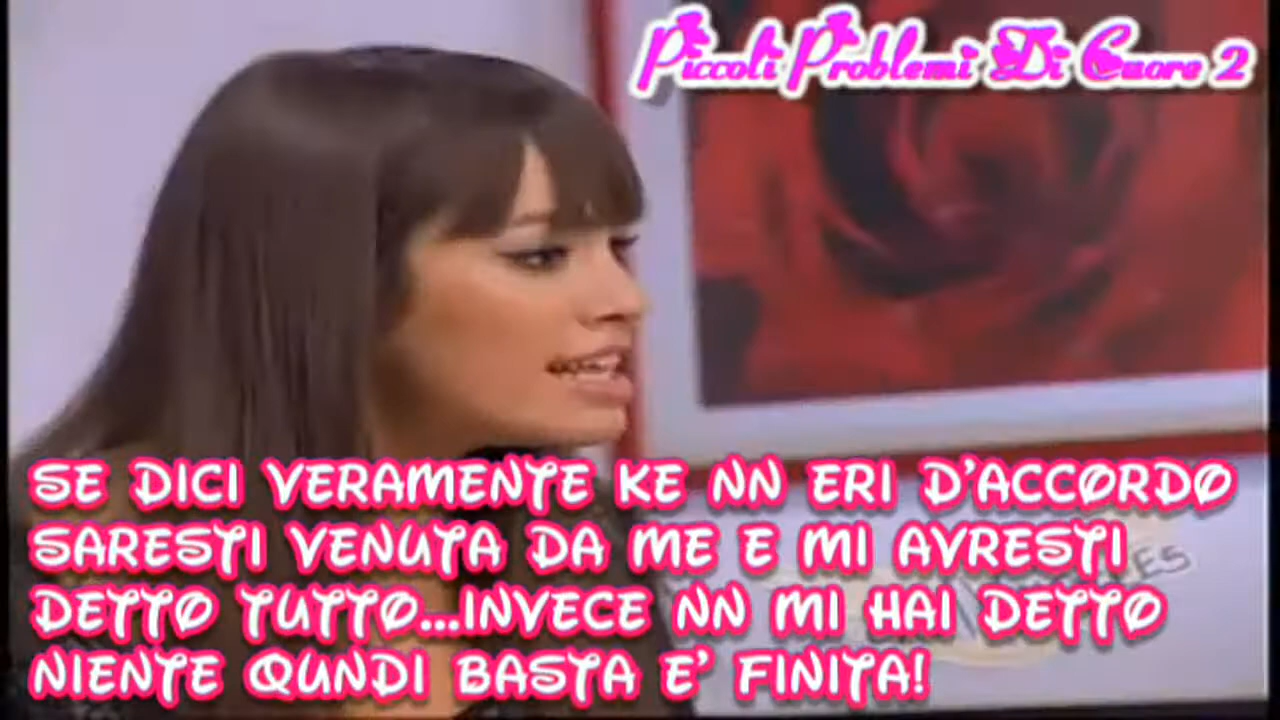 Piccoli Problemi Di Cuore 2
SE DICI VERAMENTE KE NN ERI D'ACCORDO
SARESTI VENUTA DA ME E MI AVRESTI
DETTO TUTTO...INVECE NN MI HAI DETTO
NIENTE QUNDI BASTA E' FINITA!